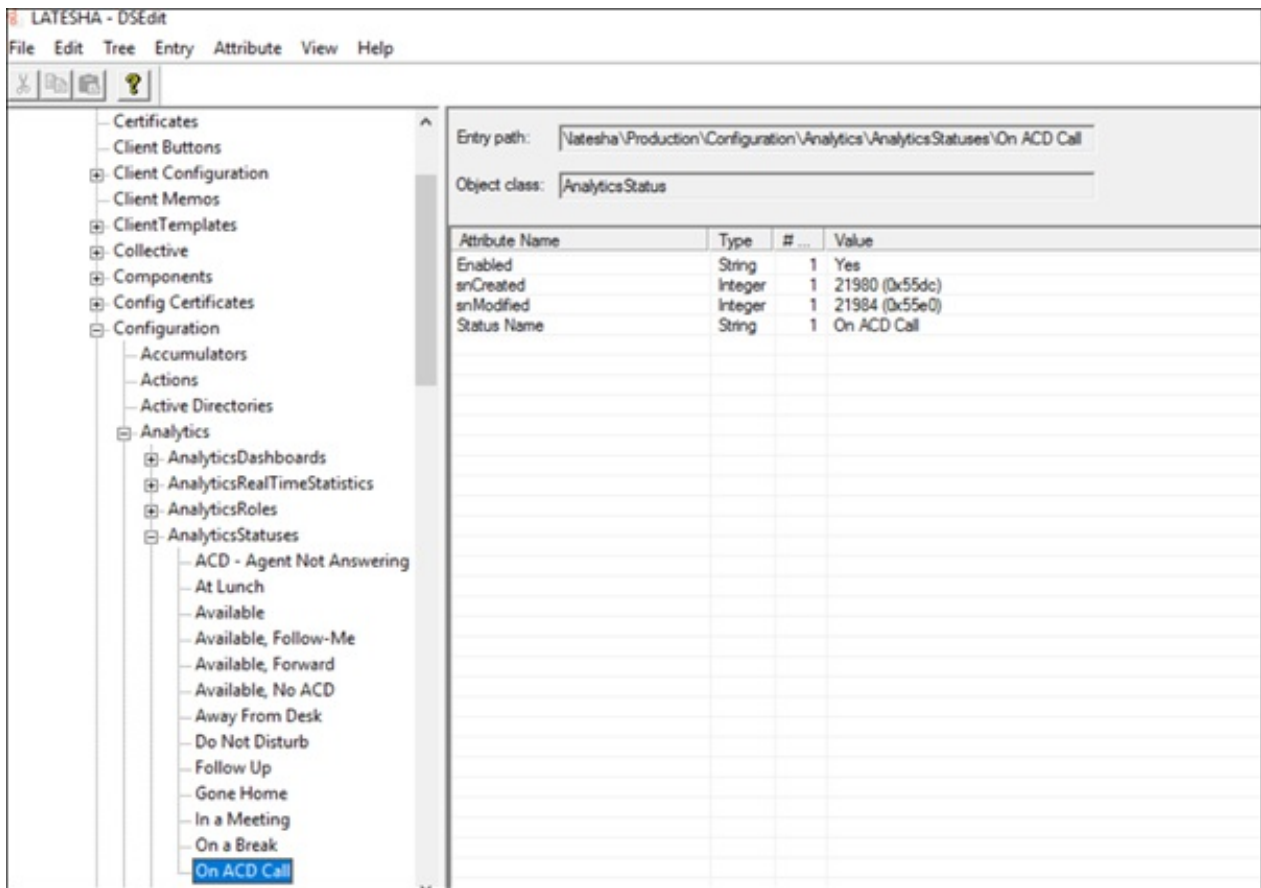 LATESHA - DSEdit
File Edit Tree Entry Attribute View Help
Certificates
Client Buttons
Client Configuration
Client Memos
ClientTemplates
Collective
Components
Config Certificates
Configuration
Accumulators
Actions
Active Directories
Analytics
AnalyticsDashboards
AnalyticsRealTimeStatistics
AnalyticsRoles
AnalyticsStatuses
ACD - Agent Not Answering
At Lunch
Available
Available, Follow-Me
Available, Forward
Available, No ACD
Away From Desk
Do Not Disturb
Follow Up
Gone Home
In a Meeting
On a Break
On ACD Call
Entry path: \latesha\Production\Configuration\Analytics\AnalyticsStatuses\On ACD Call
Object class: AnalyticsStatus
Attribute Name Type # ... Value
Enabled String 1 Yes
snCreated Integer 1 21980 (0x55dc)
snModified Integer 1 21984 (0x55e0)
Status Name String 1 On ACD Call